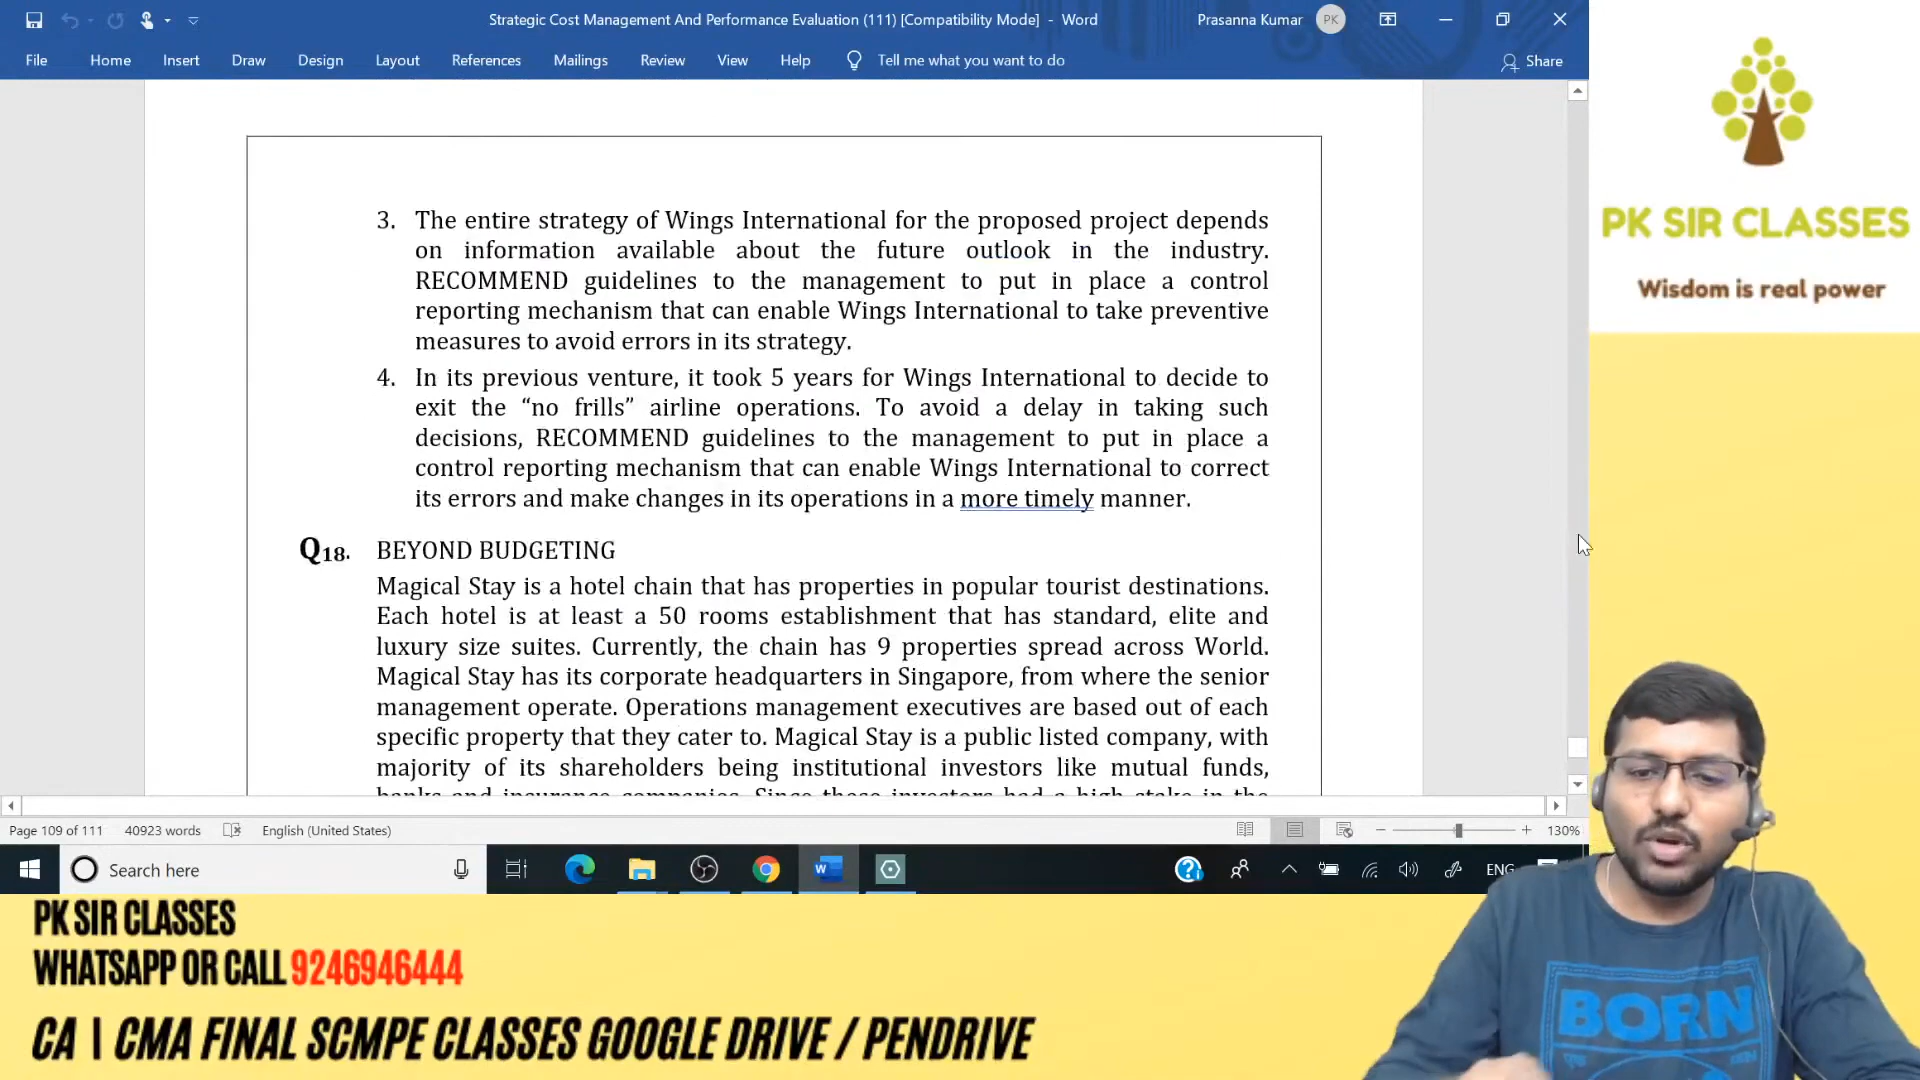 Strategic Cost Management And Performance Evaluation (111) [Compatibility Mode] - Word
Prasanna Kumar PK
File Home Insert Draw Design Layout References Mailings Review View Help Tell me what you want to do Share
3. The entire strategy of Wings International for the proposed project depends
on information available about the future outlook in the industry.
RECOMMEND guidelines to the management to put in place a control
reporting mechanism that can enable Wings International to take preventive
measures to avoid errors in its strategy.
4. In its previous venture, it took 5 years for Wings International to decide to
exit the “no frills” airline operations. To avoid a delay in taking such
decisions, RECOMMEND guidelines to the management to put in place a
control reporting mechanism that can enable Wings International to correct
its errors and make changes in its operations in a more timely manner.
Q18. BEYOND BUDGETING
Magical Stay is a hotel chain that has properties in popular tourist destinations.
Each hotel is at least a 50 rooms establishment that has standard, elite and
luxury size suites. Currently, the chain has 9 properties spread across World.
Magical Stay has its corporate headquarters in Singapore, from where the senior
management operate. Operations management executives are based out of each
specific property that they cater to. Magical Stay is a public listed company, with
majority of its shareholders being institutional investors like mutual funds,
banks and insurance companies. Since these investors had a high stake in the
Page 109 of 111 40923 words English (United States) 130%
Search here
ENG
PK SIR CLASSES
Wisdom is real power
PK SIR CLASSES
WHATSAPP OR CALL 9246946444
CA \ CMA FINAL SCMPE CLASSES GOOGLE DRIVE / PENDRIVE
BORN